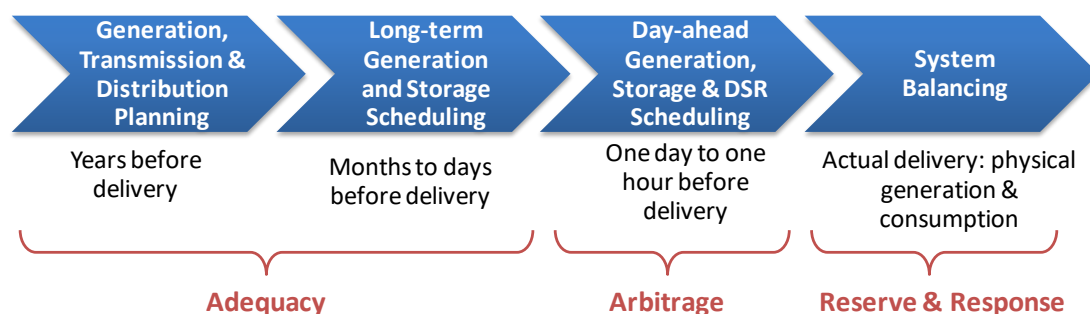 Generation,
Transmission &
Distribution
Planning
Long-term
Generation
and Storage
Scheduling
Day-ahead
Generation,
Storage & DSR
Scheduling
System
Balancing
Years before
delivery
Months to days
before delivery
One day to one
hour before
delivery
Actual delivery: physical
generation &
consumption
Adequacy
Arbitrage
Reserve & Response